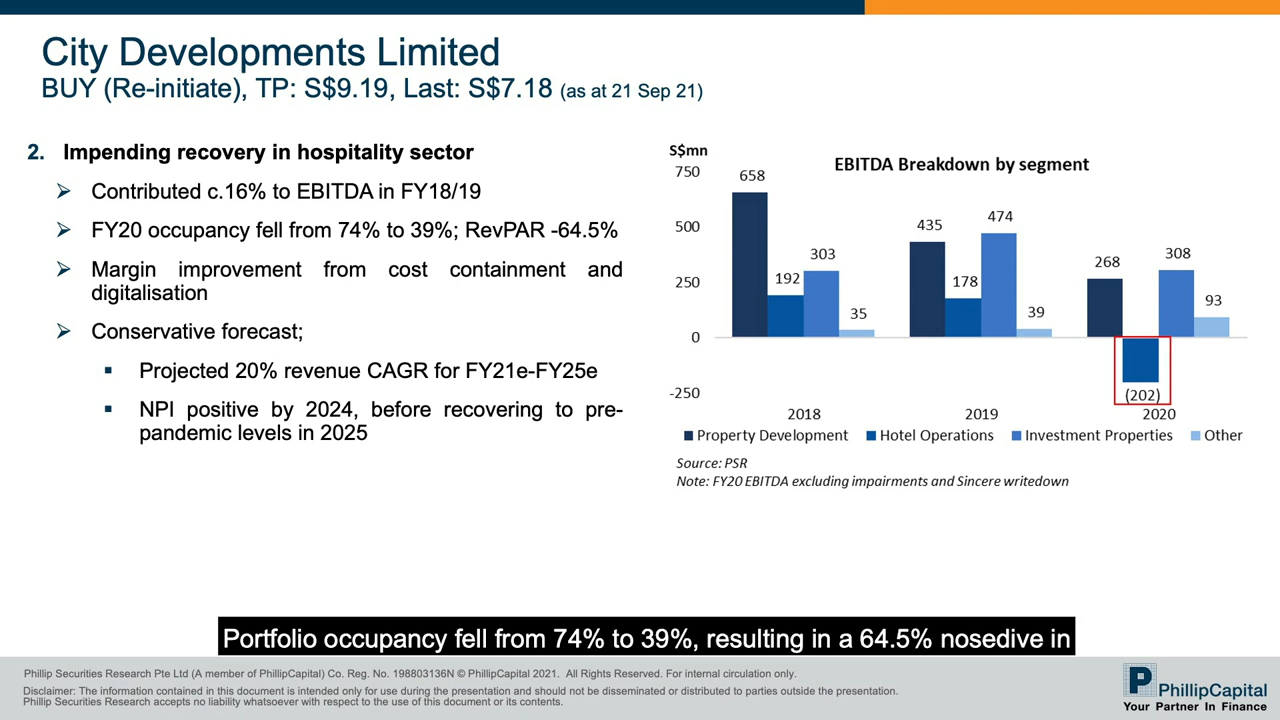 City Developments Limited
BUY (Re-initiate), TP: S$9.19, Last: S$7.18 (as at 21 Sep 21)
2. Impending recovery in hospitality sector
Contributed c.16% to EBITDA in FY18/19
FY20 occupancy fell from 74% to 39%; RevPAR -64.5%
Margin improvement from cost containment and
digitalisation
Conservative forecast;
Projected 20% revenue CAGR for FY21e-FY25e
NPI positive by 2024, before recovering to pre-
pandemic levels in 2025
S$mn
EBITDA Breakdown by segment
750
500
250
0
-250
658
192
303
35
435
178
474
39
268
(202)
308
93
2018 2019 2020
Property Development Hotel Operations Investment Properties Other
Source: PSR
Note: FY20 EBITDA excluding impairments and Sincere writedown
Portfolio occupancy fell from 74% to 39%, resulting in a 64.5% nosedive in
Phillip Securities Research Pte Ltd (A member of PhillipCapital) Co. Reg. No. 198803136N © PhillipCapital 2021. All Rights Reserved. For internal circulation only.
Disclaimer: The information contained in this document is intended only for use during the presentation and should not be disseminated or distributed to parties outside the presentation.
Phillip Securities Research accepts no liability whatsoever with respect to the use of this document or its contents.
P PhillipCapital
Your Partner In Finance